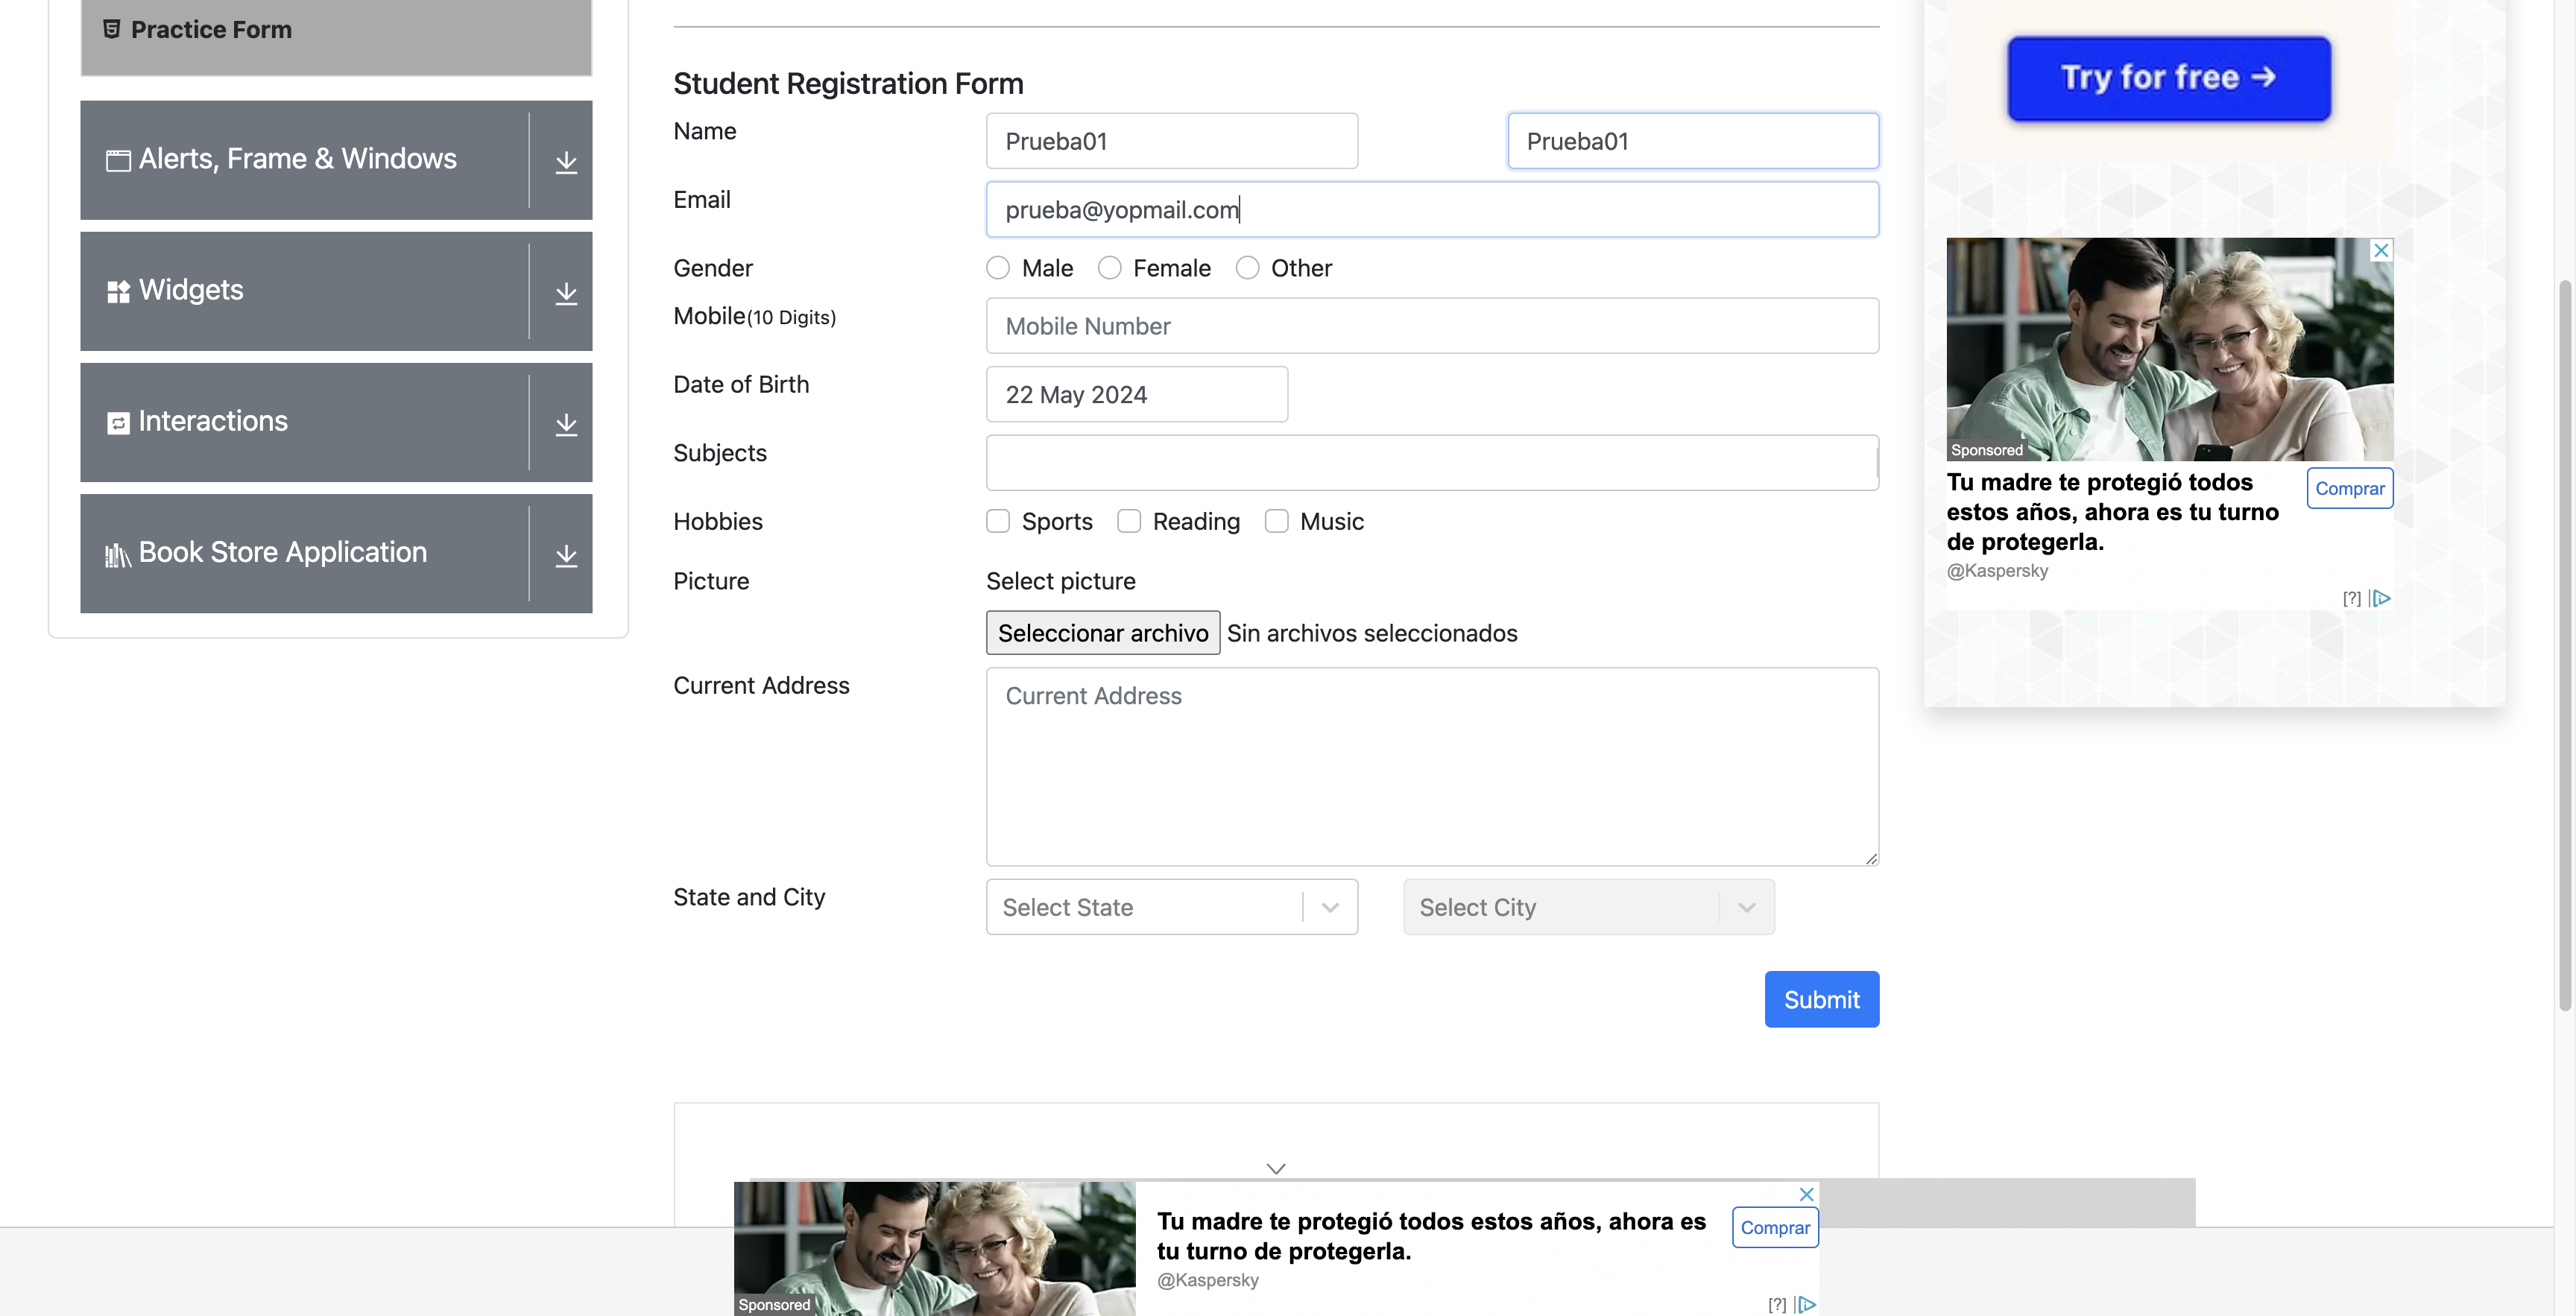 Practice Form
Alerts, Frame & Windows
Widgets
Interactions
Book Store Application
Student Registration Form
Name
Prueba01
Prueba01
Email
prueba@yopmail.com
Gender
Male
Female
Other
Mobile(10 Digits)
Mobile Number
Date of Birth
22 May 2024
Subjects
Hobbies
Sports
Reading
Music
Picture
Select picture
Seleccionar archivo Sin archivos seleccionados
Current Address
Current Address
State and City
Select State
Select City
Submit
Try for free →
Sponsored
Tu madre te protegió todos
estos años, ahora es tu turno
de protegerla.
@Kaspersky
Comprar
[?]
Sponsored
Tu madre te protegió todos estos años, ahora es
tu turno de protegerla.
@Kaspersky
Comprar
[?]